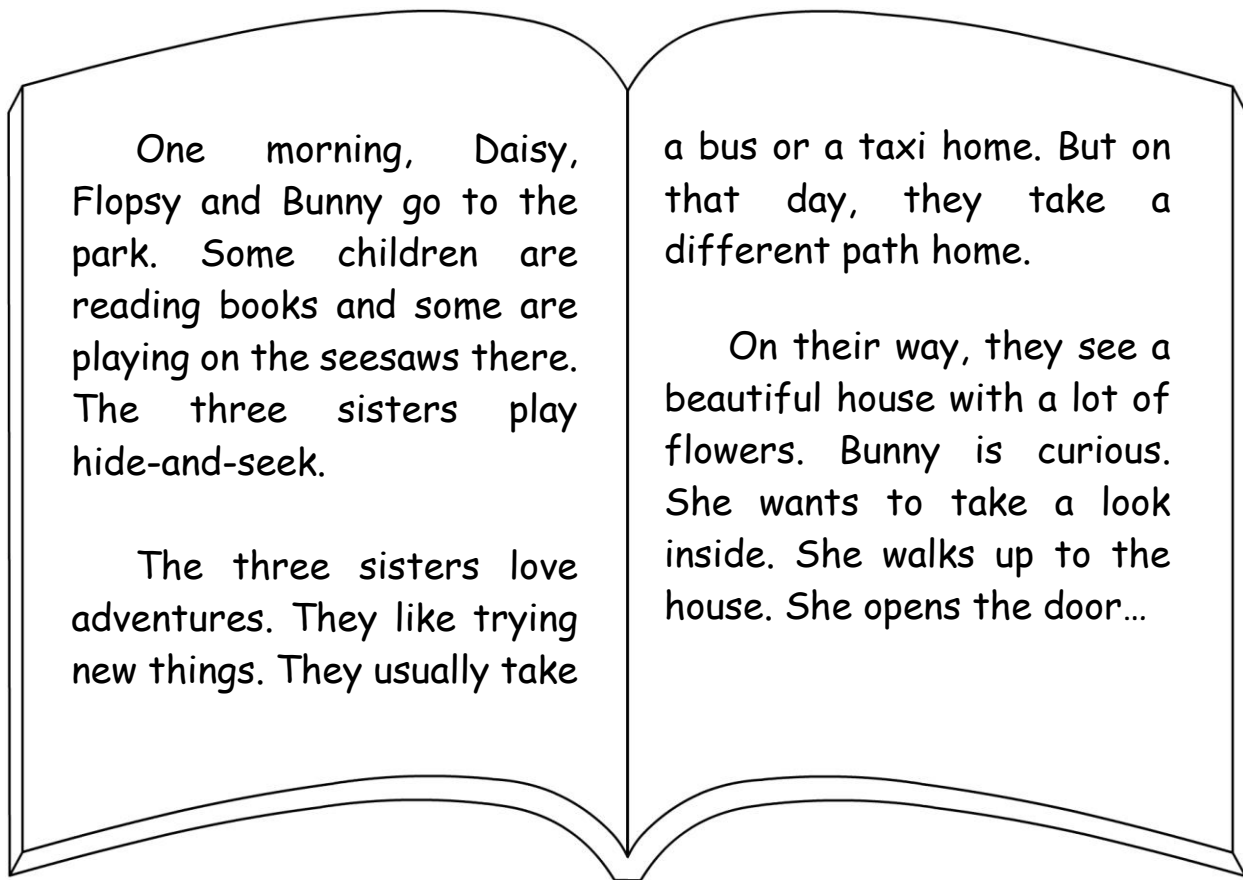 One morning, Daisy,
Flopsy and Bunny go to the
park. Some children are
reading books and some are
playing on the seesaws there.
The three sisters play
hide-and-seek.
The three sisters love
adventures. They like trying
new things. They usually take
a bus or a taxi home. But on
that day, they take a
different path home.
On their way, they see a
beautiful house with a lot of
flowers. Bunny is curious.
She wants to take a look
inside. She walks up to the
house. She opens the door…